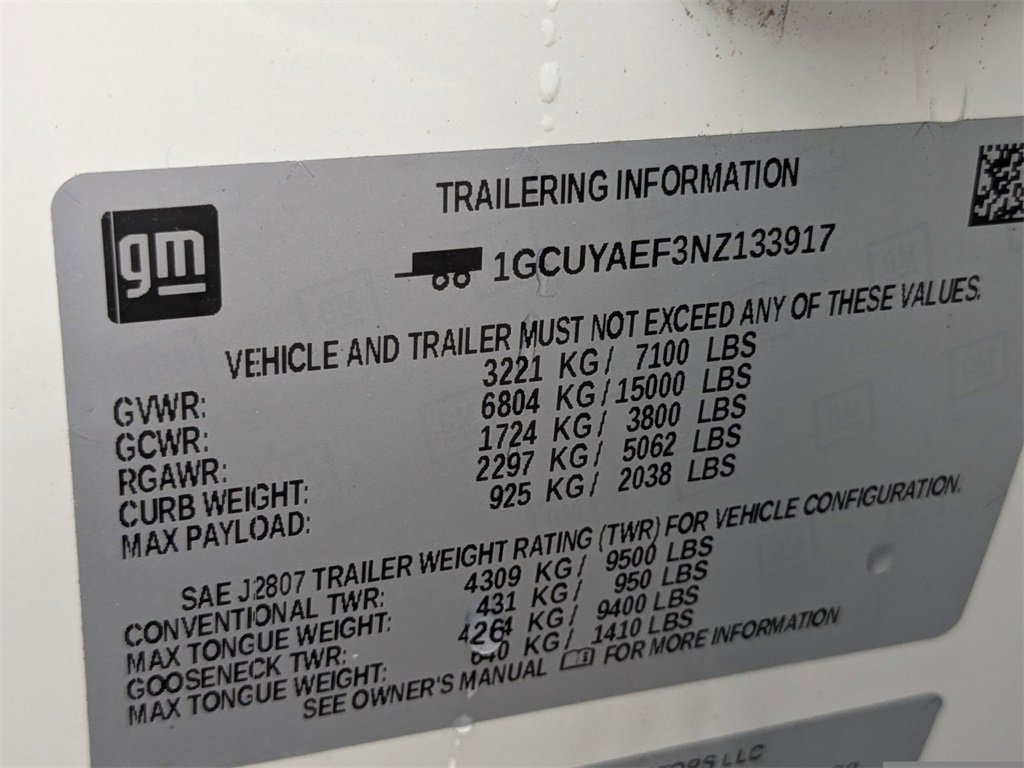 gm
TRAILERING INFORMATION
1GCUYAEF3NZ133917
VEHICLE AND TRAILER MUST NOT EXCEED ANY OF THESE VALUES.
GVWR: 3221 KG / 7100 LBS
GCWR: 6804 KG / 15000 LBS
RGAWR: 1724 KG / 3800 LBS
CURB WEIGHT: 2297 KG / 5062 LBS
MAX PAYLOAD: 925 KG / 2038 LBS
SAE J2807 TRAILER WEIGHT RATING (TWR) FOR VEHICLE CONFIGURATION.
CONVENTIONAL TWR: 4309 KG / 9500 LBS
MAX TONGUE WEIGHT: 431 KG / 950 LBS
GOOSENECK TWR: 4264 KG / 9400 LBS
MAX TONGUE WEIGHT: 640 KG / 1410 LBS
SEE OWNER'S MANUAL FOR MORE INFORMATION
LLC